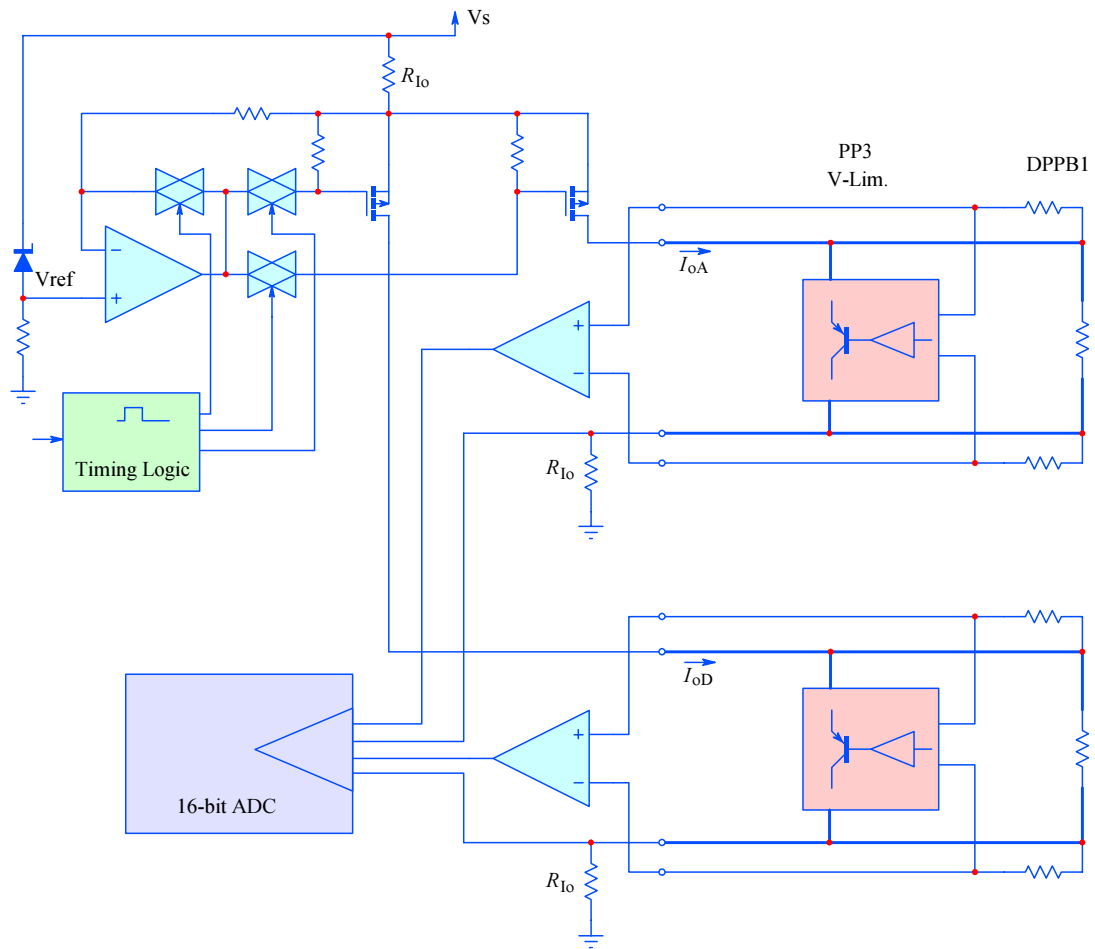 Vs
R_Io
PP3
V-Lim.
DPPB1
−
Vref
+
I_oA
+
−
Timing Logic
R_Io
I_oD
+
−
16-bit ADC
R_Io